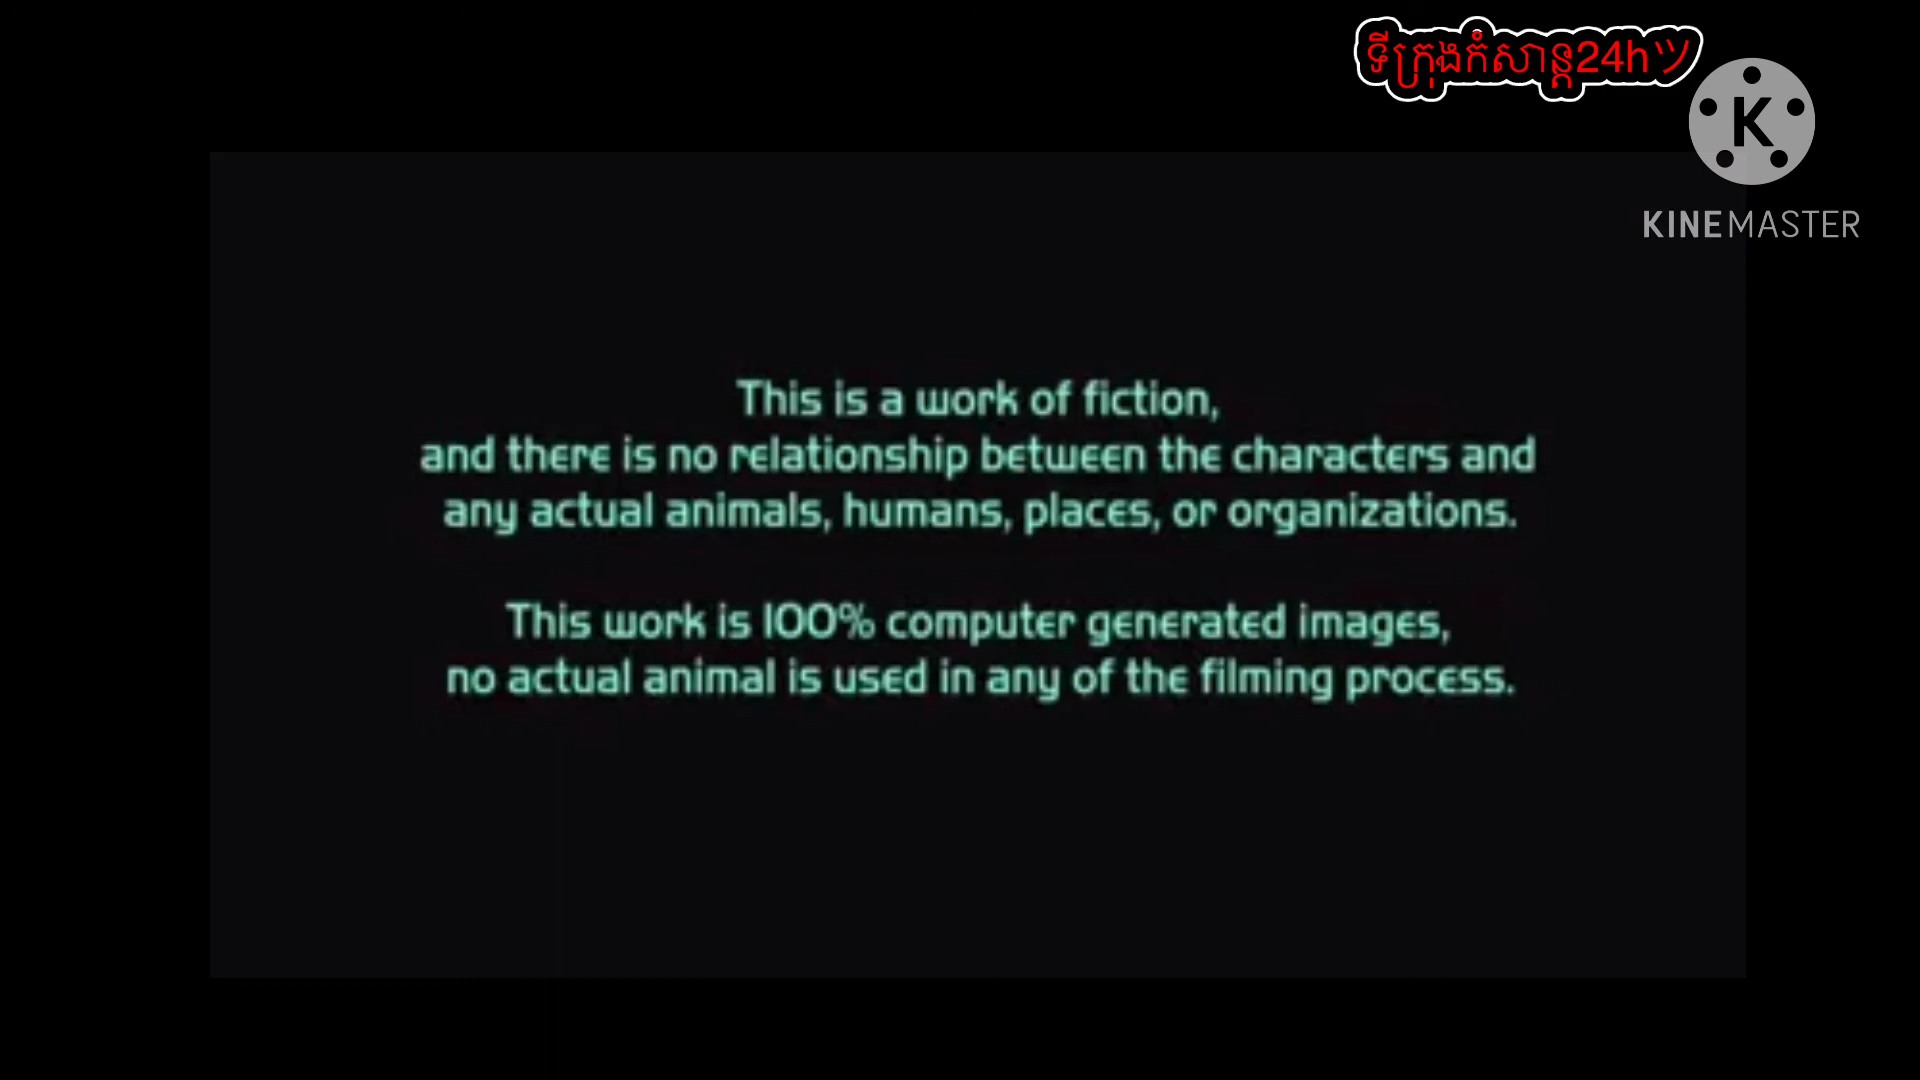 ទីក្រុងកំសាន្ត24hツ
KINEMASTER
This is a work of fiction,
and there is no relationship between the characters and
any actual animals, humans, places, or organizations.
This work is 100% computer generated images,
no actual animal is used in any of the filming process.